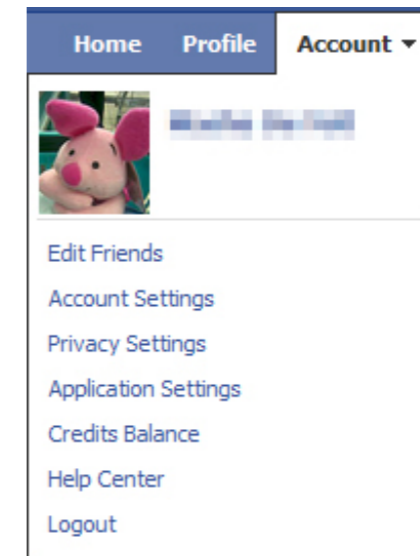 Home Profile Account
Edit Friends
Account Settings
Privacy Settings
Application Settings
Credits Balance
Help Center
Logout